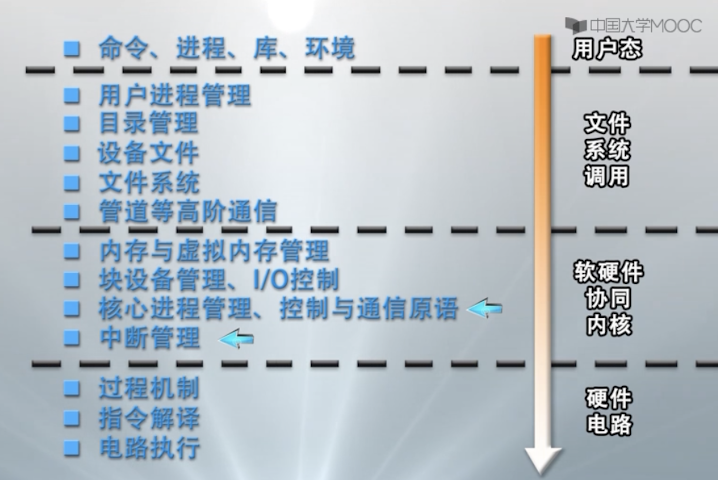 中国大学MOOC
命令、进程、库、环境
用户态
用户进程管理
目录管理
设备文件
文件系统
管道等高阶通信
文件
系统
调用
内存与虚拟内存管理
块设备管理、I/O控制
核心进程管理、控制与通信原语
中断管理
软硬件
协同
内核
过程机制
指令解译
电路执行
硬件
电路